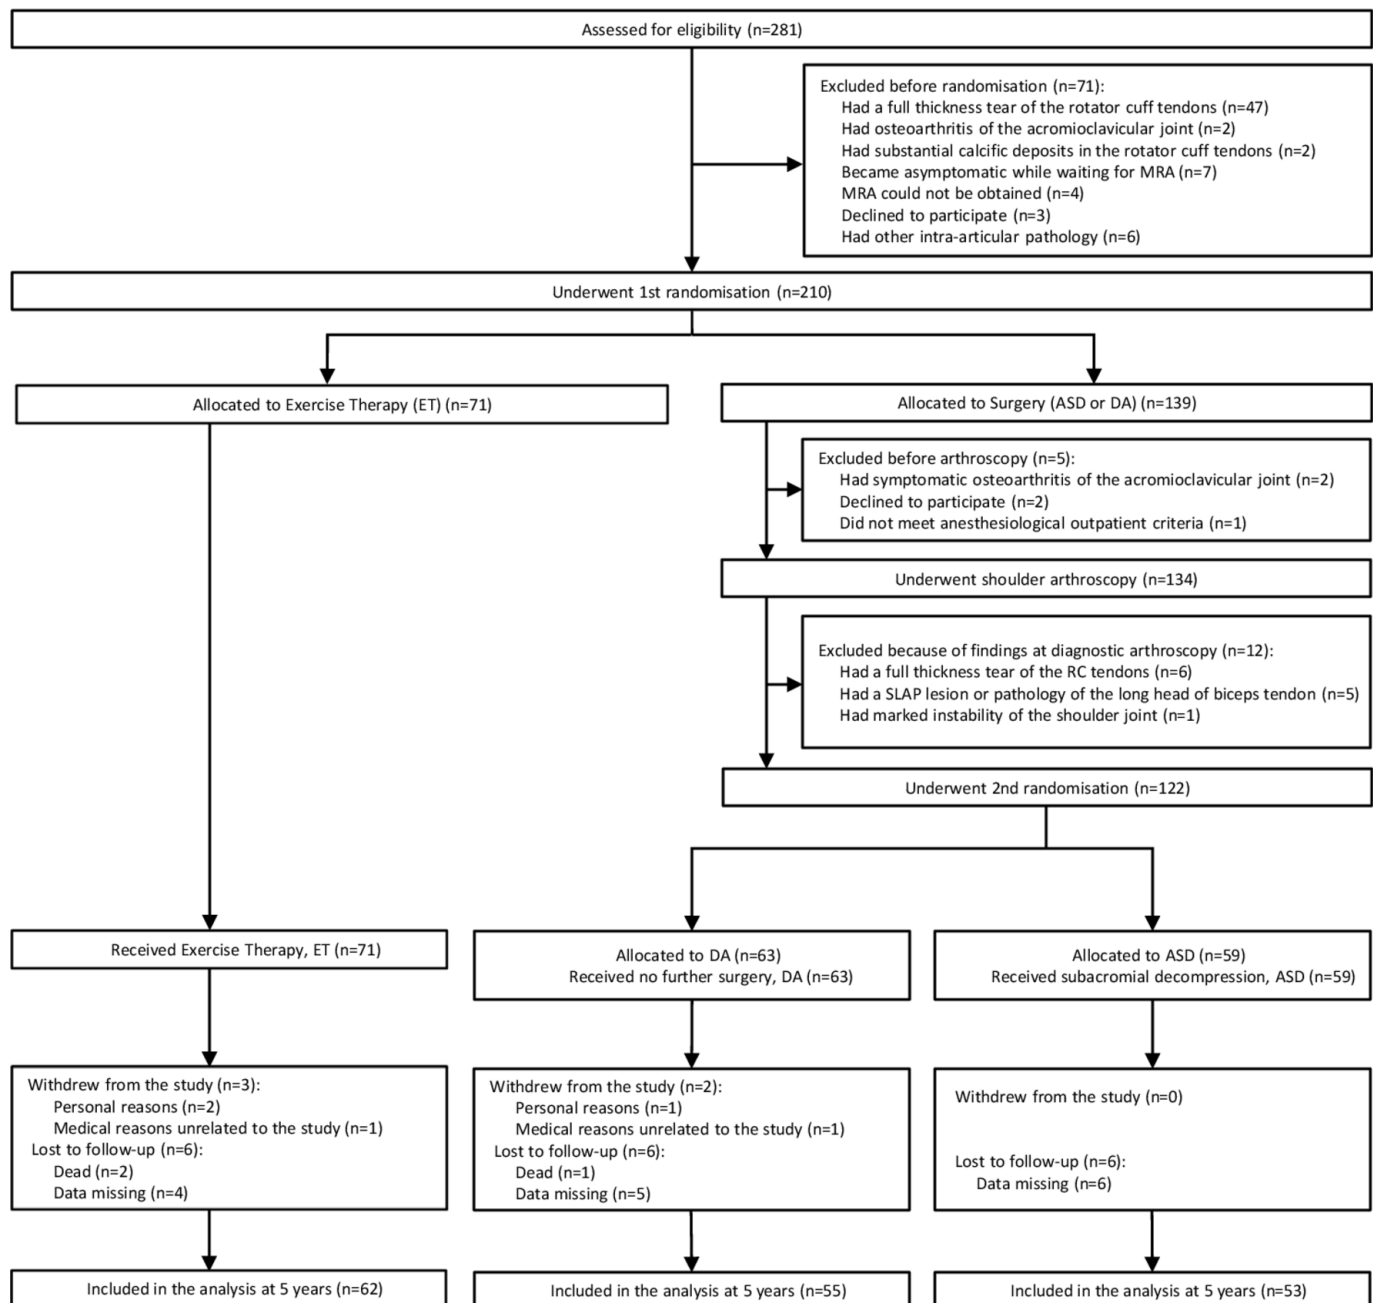 Assessed for eligibility (n=281)
Excluded before randomisation (n=71):
Had a full thickness tear of the rotator cuff tendons (n=47)
Had osteoarthritis of the acromioclavicular joint (n=2)
Had substantial calcific deposits in the rotator cuff tendons (n=2)
Became asymptomatic while waiting for MRA (n=7)
MRA could not be obtained (n=4)
Declined to participate (n=3)
Had other intra-articular pathology (n=6)
Underwent 1st randomisation (n=210)
Allocated to Exercise Therapy (ET) (n=71)
Allocated to Surgery (ASD or DA) (n=139)
Excluded before arthroscopy (n=5):
Had symptomatic osteoarthritis of the acromioclavicular joint (n=2)
Declined to participate (n=2)
Did not meet anesthesiological outpatient criteria (n=1)
Underwent shoulder arthroscopy (n=134)
Excluded because of findings at diagnostic arthroscopy (n=12):
Had a full thickness tear of the RC tendons (n=6)
Had a SLAP lesion or pathology of the long head of biceps tendon (n=5)
Had marked instability of the shoulder joint (n=1)
Underwent 2nd randomisation (n=122)
Received Exercise Therapy, ET (n=71)
Allocated to DA (n=63)
Received no further surgery, DA (n=63)
Allocated to ASD (n=59)
Received subacromial decompression, ASD (n=59)
Withdrew from the study (n=3):
Personal reasons (n=2)
Medical reasons unrelated to the study (n=1)
Lost to follow-up (n=6):
Dead (n=2)
Data missing (n=4)
Withdrew from the study (n=2):
Personal reasons (n=1)
Medical reasons unrelated to the study (n=1)
Lost to follow-up (n=6):
Dead (n=1)
Data missing (n=5)
Withdrew from the study (n=0)
Lost to follow-up (n=6):
Data missing (n=6)
Included in the analysis at 5 years (n=62)
Included in the analysis at 5 years (n=55)
Included in the analysis at 5 years (n=53)